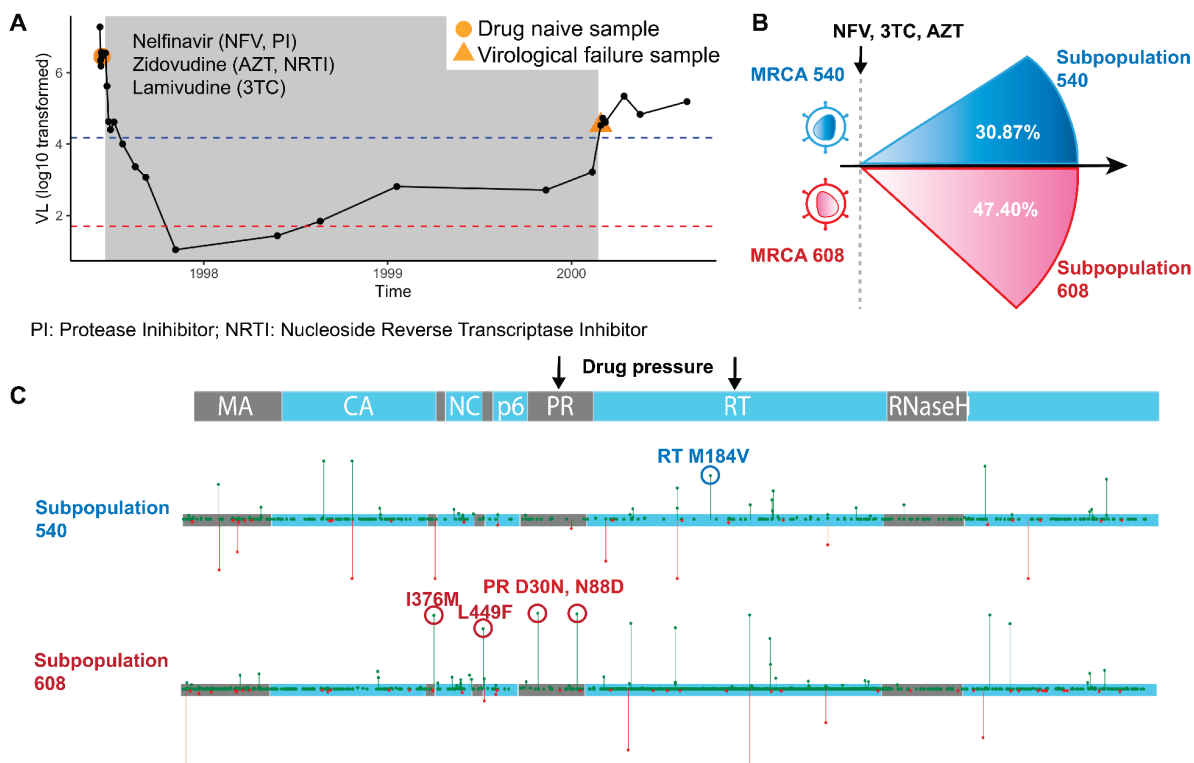 A
Nelfinavir (NFV, PI)
Zidovudine (AZT, NRTI)
Lamivudine (3TC)
Drug naive sample
Virological failure sample
VL (log10 transformed)
6
4
2
1998
1999
2000
Time
PI: Protease Inihibitor; NRTI: Nucleoside Reverse Transcriptase Inhibitor
B
NFV, 3TC, AZT
MRCA 540
Subpopulation
540
30.87%
47.40%
MRCA 608
Subpopulation
608
C
Drug pressure
MA
CA
NC
p6
PR
RT
RNaseH
RT M184V
Subpopulation
540
PR D30N, N88D
I376M
L449F
Subpopulation
608